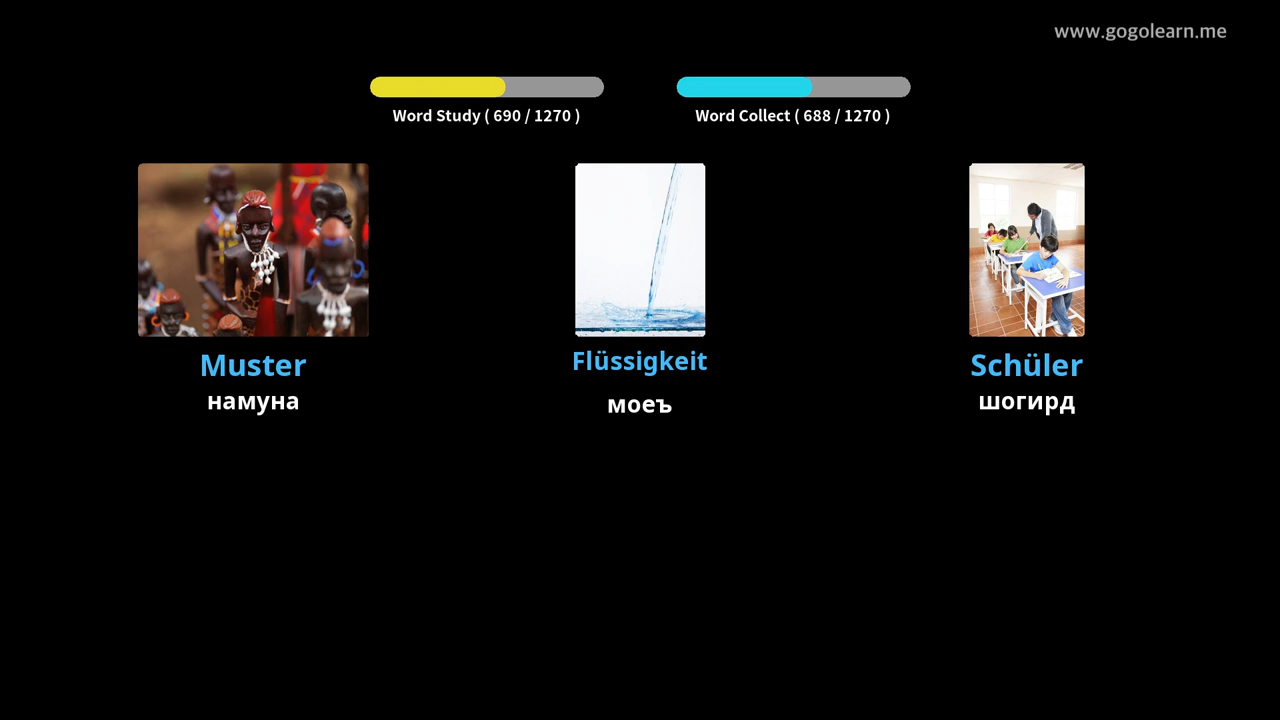 www.gogolearn.me
Word Study ( 690 / 1270 )
Word Collect ( 688 / 1270 )
Muster
намуна
Flüssigkeit
моеъ
Schüler
шогирд